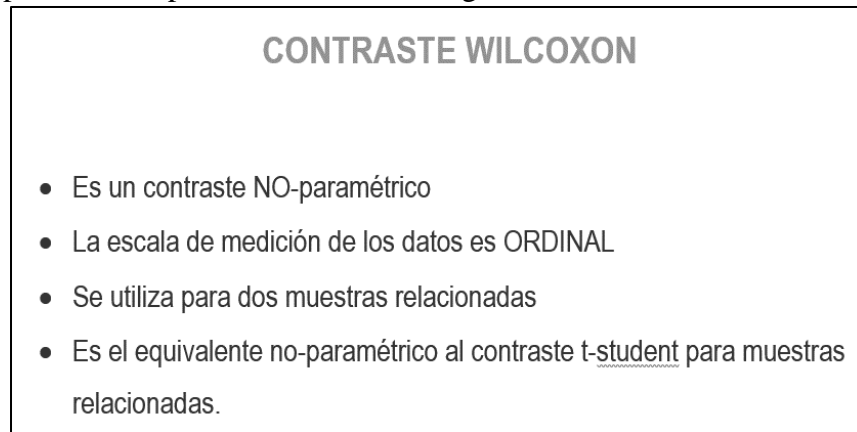 CONTRASTE WILCOXON
● Es un contraste NO-paramétrico
● La escala de medición de los datos es ORDINAL
● Se utiliza para dos muestras relacionadas
● Es el equivalente no-paramétrico al contraste t-student para muestras
relacionadas.